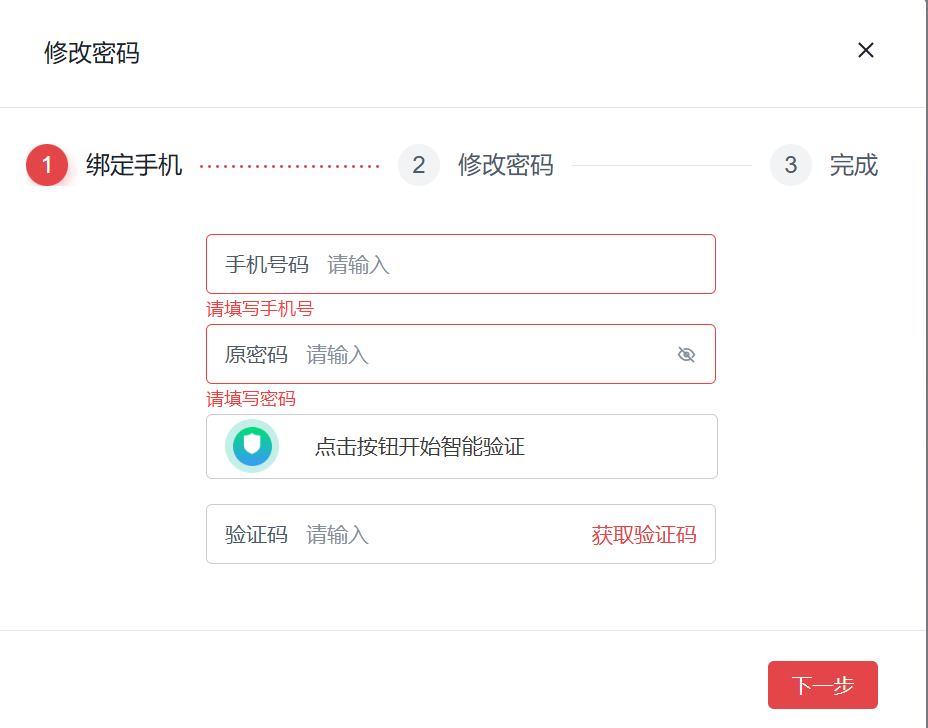 修改密码
1 绑定手机 2 修改密码 3 完成
手机号码 请输入
请填写手机号
原密码 请输入
请填写密码
点击按钮开始智能验证
验证码 请输入 获取验证码
下一步